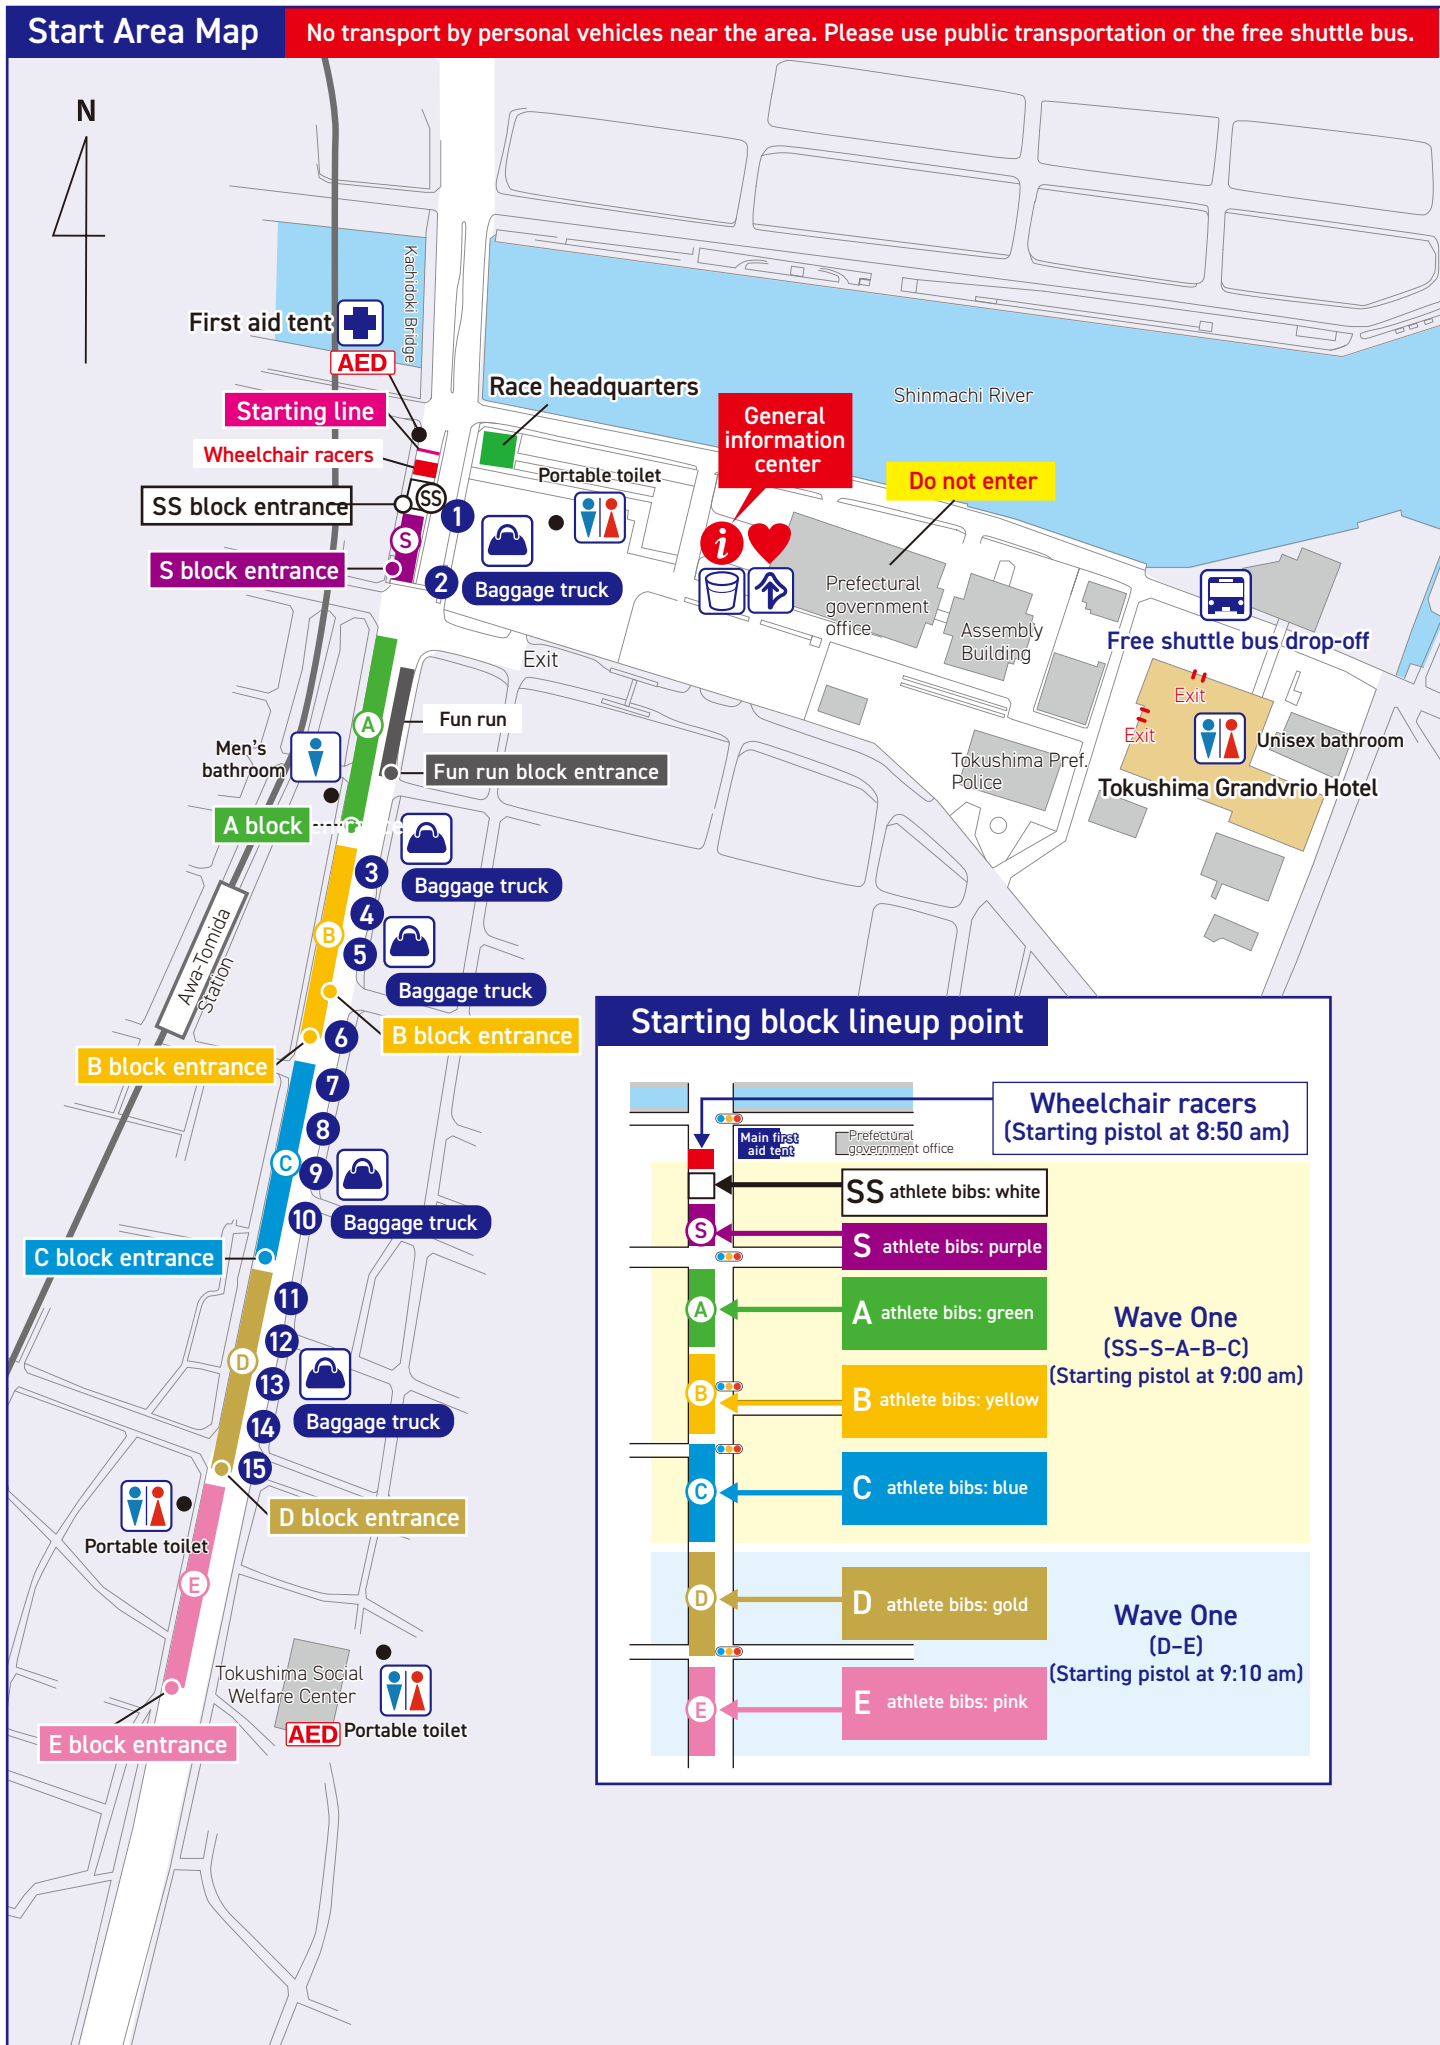 Start Area Map
No transport by personal vehicles near the area. Please use public transportation or the free shuttle bus.
N
Kachidoki Bridge
First aid tent
AED
Starting line
Race headquarters
Wheelchair racers
SS block entrance
SS
S
S block entrance
1
2
Baggage truck
Portable toilet
General
information
center
i
Shinmachi River
Do not enter
Prefectural
government
office
Assembly
Building
Free shuttle bus drop-off
Exit
Exit
Unisex bathroom
Tokushima Grandvrio Hotel
Tokushima Pref.
Police
Exit
A
Fun run
Fun run block entrance
Men's
bathroom
A block entrance
3
Baggage truck
4
B
5
Baggage truck
Awa-Tomida
Station
B block entrance
6
B block entrance
7
8
C
9
10
Baggage truck
C block entrance
11
12
D
13
14
Baggage truck
15
D block entrance
Portable toilet
E
Tokushima Social
Welfare Center
AED
Portable toilet
E block entrance
Starting block lineup point
Wheelchair racers
(Starting pistol at 8:50 am)
Main first
aid tent
Prefectural
government office
SS athlete bibs: white
S
S athlete bibs: purple
A
A athlete bibs: green
B
B athlete bibs: yellow
C
C athlete bibs: blue
Wave One
(SS–S–A–B–C)
(Starting pistol at 9:00 am)
D
D athlete bibs: gold
E
E athlete bibs: pink
Wave One
(D–E)
(Starting pistol at 9:10 am)